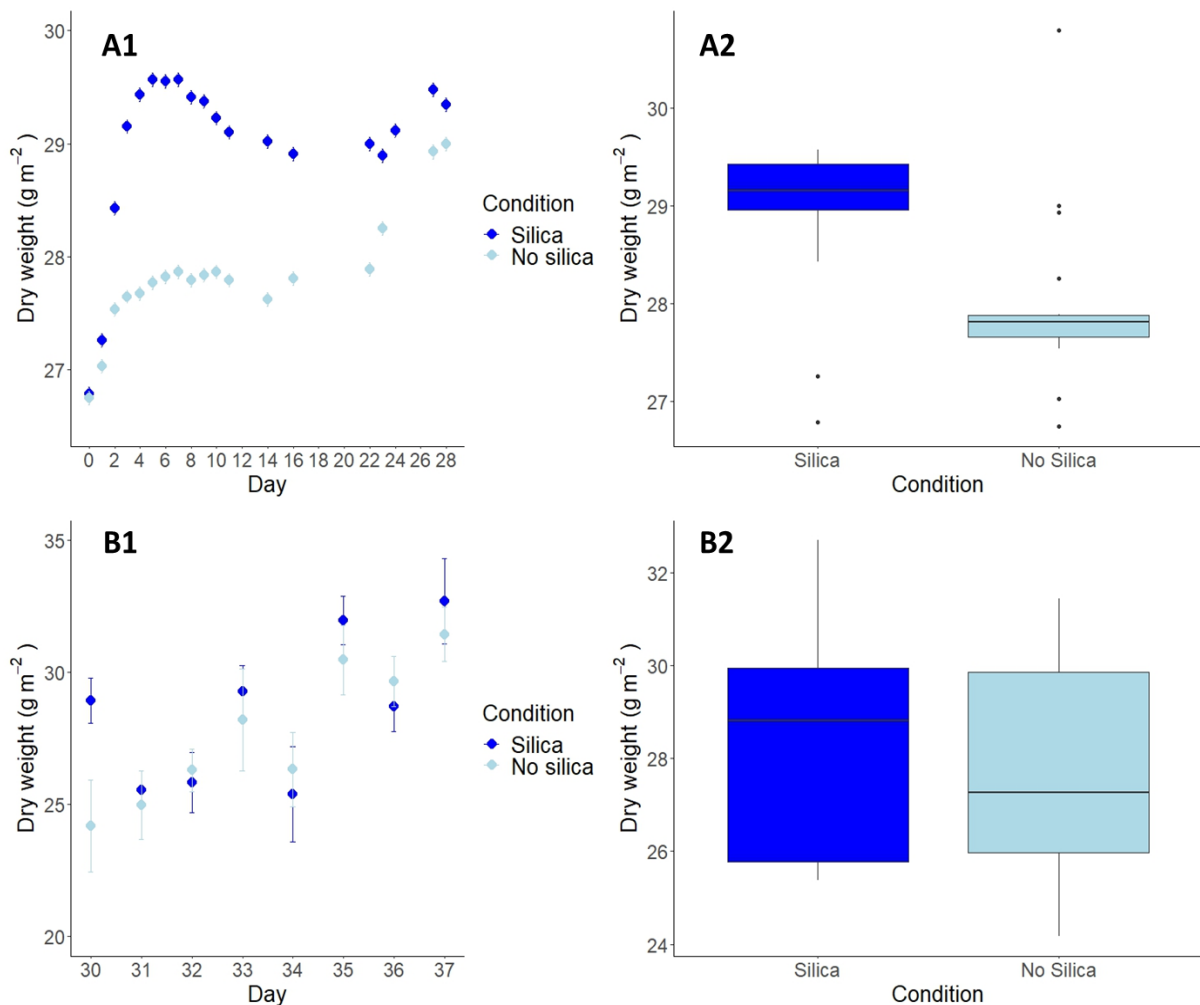 A1
30
29
28
27
Dry weight (g m⁻²)
0 2 4 6 8 10 12 14 16 18 20 22 24 26 28
Day
Condition
Silica
No silica
A2
30
29
28
27
Dry weight (g m⁻²)
Silica No Silica
Condition
B1
35
30
25
20
Dry weight (g m⁻²)
30 31 32 33 34 35 36 37
Day
Condition
Silica
No silica
B2
32
30
28
26
24
Dry weight (g m⁻²)
Silica No Silica
Condition